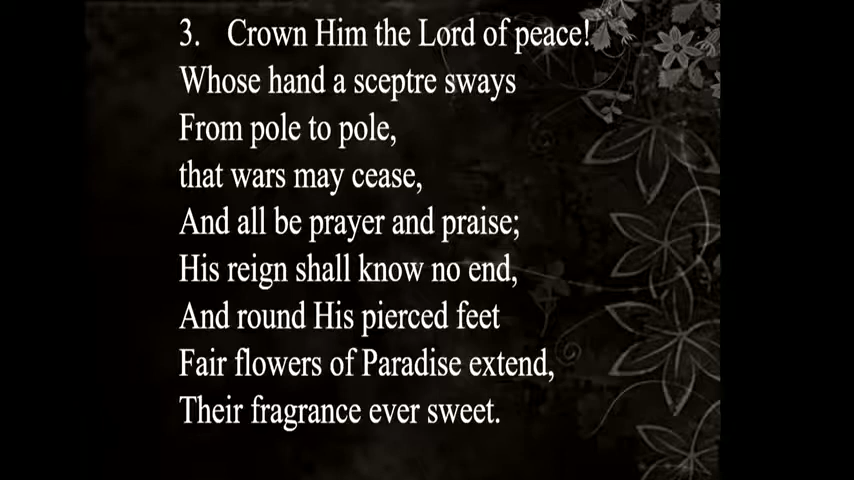 3. Crown Him the Lord of peace!
Whose hand a sceptre sways
From pole to pole,
that wars may cease,
And all be prayer and praise;
His reign shall know no end,
And round His pierced feet
Fair flowers of Paradise extend,
Their fragrance ever sweet.